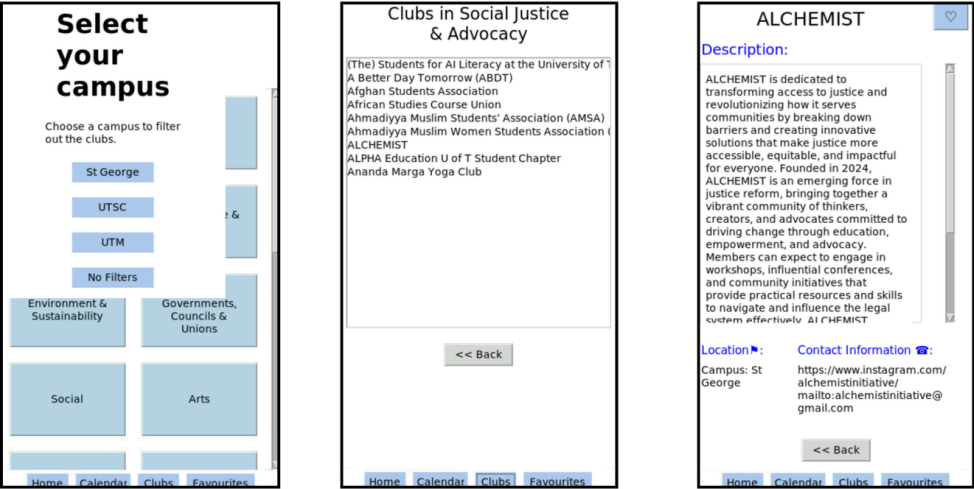 Select
your
campus
Choose a campus to filter
out the clubs.
St George
UTSC
UTM
No Filters
&
Environment &
Sustainability
Governments,
Councils &
Unions
Social
Arts
Home
Calendar
Clubs
Favourites
Clubs in Social Justice
& Advocacy
(The) Students for AI Literacy at the University of T
A Better Day Tomorrow (ABDT)
Afghan Students Association
African Studies Course Union
Ahmadiyya Muslim Students' Association (AMSA)
Ahmadiyya Muslim Women Students Association (
ALCHEMIST
ALPHA Education U of T Student Chapter
Ananda Marga Yoga Club
<< Back
Home
Calendar
Clubs
Favourites
ALCHEMIST
♡
Description:
ALCHEMIST is dedicated to
transforming access to justice and
revolutionizing how it serves
communities by breaking down
barriers and creating innovative
solutions that make justice more
accessible, equitable, and impactful
for everyone. Founded in 2024,
ALCHEMIST is an emerging force in
justice reform, bringing together a
vibrant community of thinkers,
creators, and advocates committed to
driving change through education,
empowerment, and advocacy.
Members can expect to engage in
workshops, influential conferences,
and community initiatives that
provide practical resources and skills
to navigate and influence the legal
system effectively. ALCHEMIST
Location⚑:
Campus: St
George
Contact Information ☎:
https://www.instagram.com/
alchemistinitiative/
mailto:alchemistinitiative@
gmail.com
<< Back
Home
Calendar
Clubs
Favourites